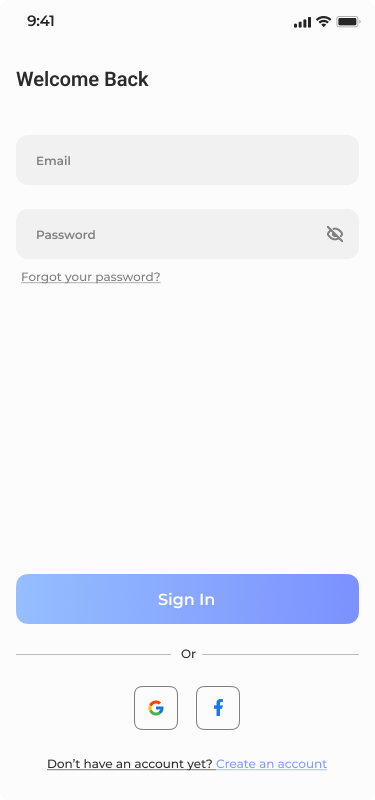 9:41
Welcome Back
Email
Password
Forgot your password?
Sign In
Or
Don't have an account yet? Create an account